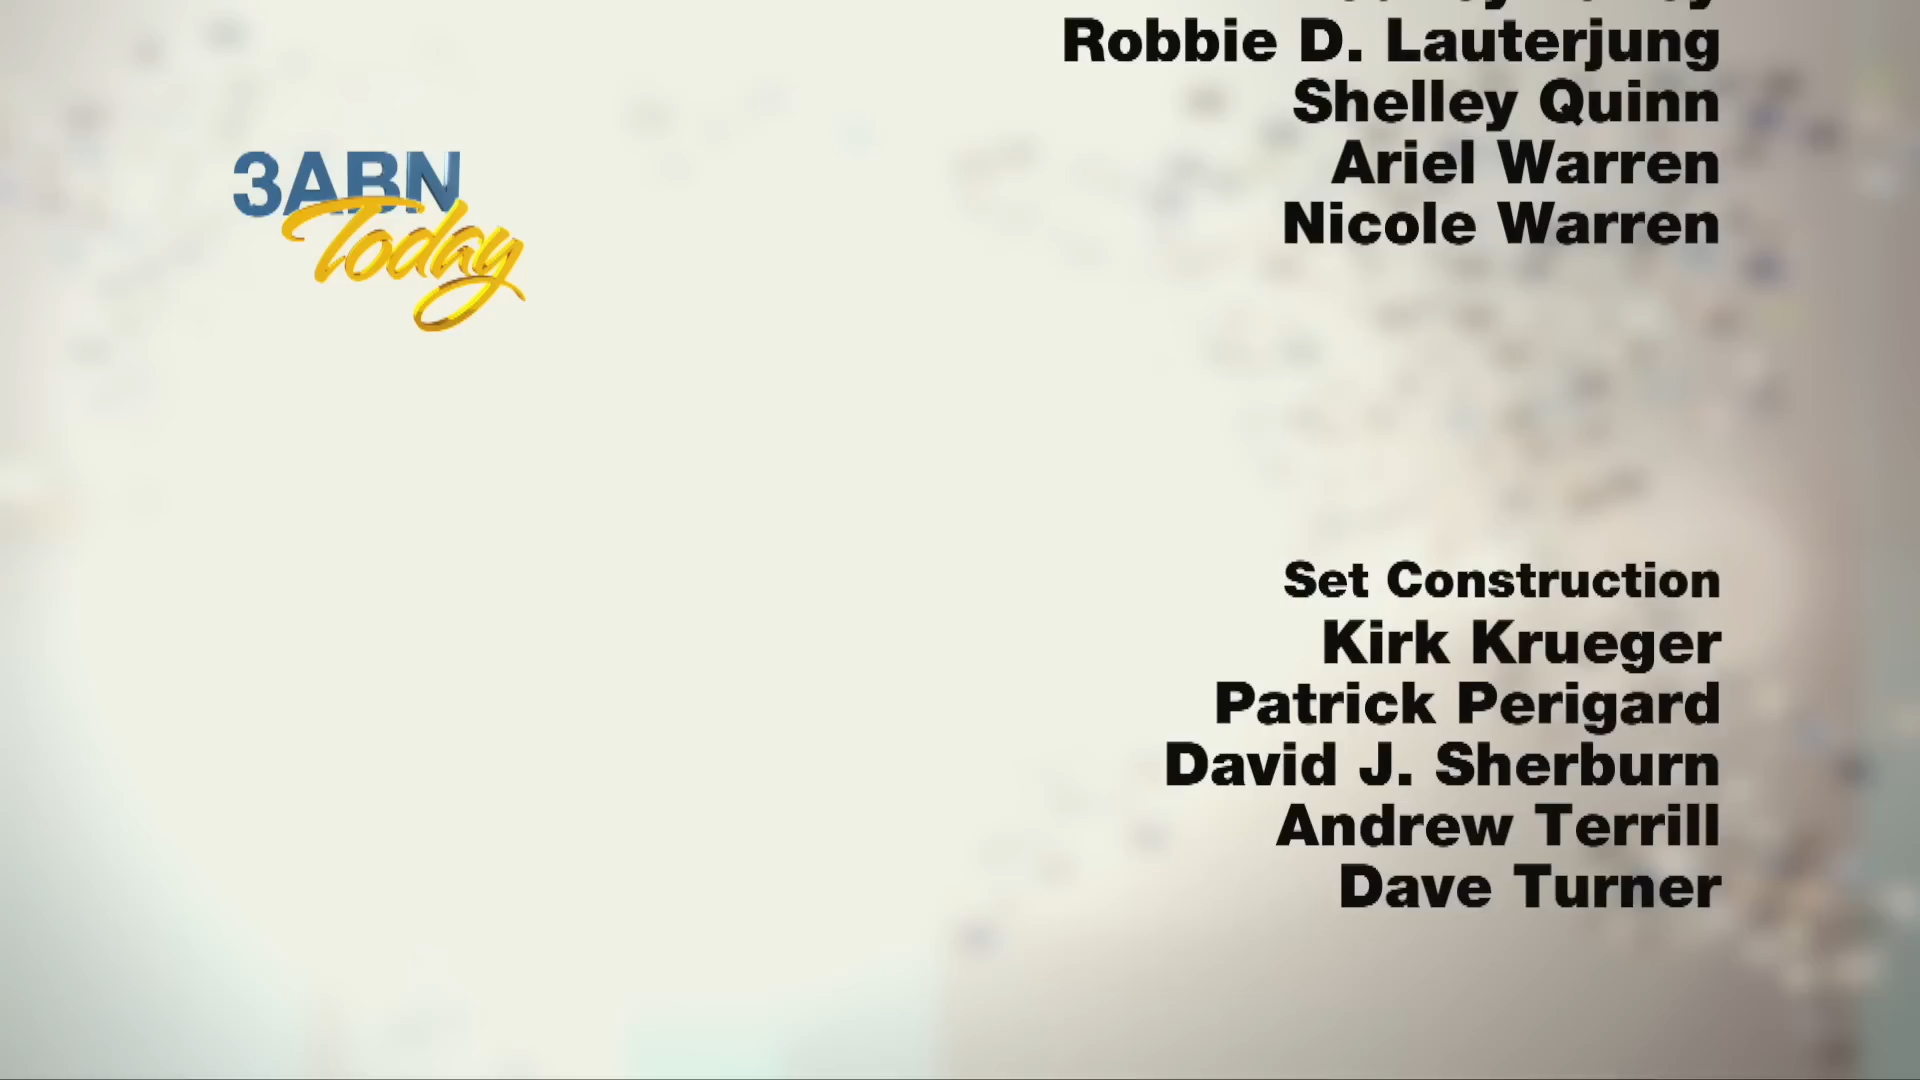 Robbie D. Lauterjung
Shelley Quinn
Ariel Warren
Nicole Warren
3ABN
Today
Set Construction
Kirk Krueger
Patrick Perigard
David J. Sherburn
Andrew Terrill
Dave Turner